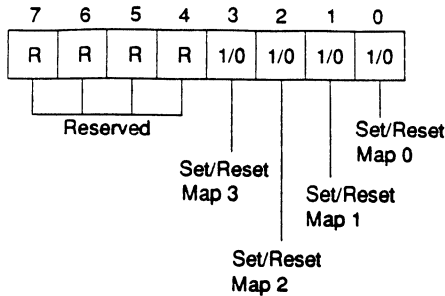 7 6 5 4 3 2 1 0
R R R R 1/0 1/0 1/0 1/0
Reserved
Set/Reset
Map 0
Set/Reset
Map 3
Set/Reset
Map 1
Set/Reset
Map 2